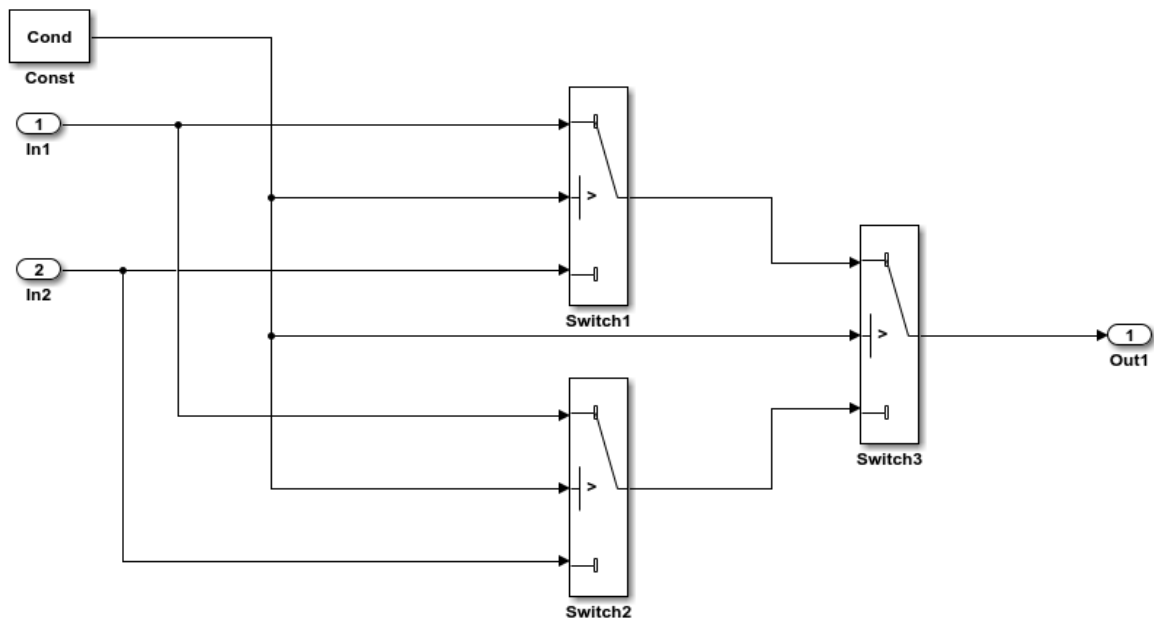 Cond
Const
1
In1
>
2
In2
Switch1
>
1
Out1
>
Switch3
Switch2